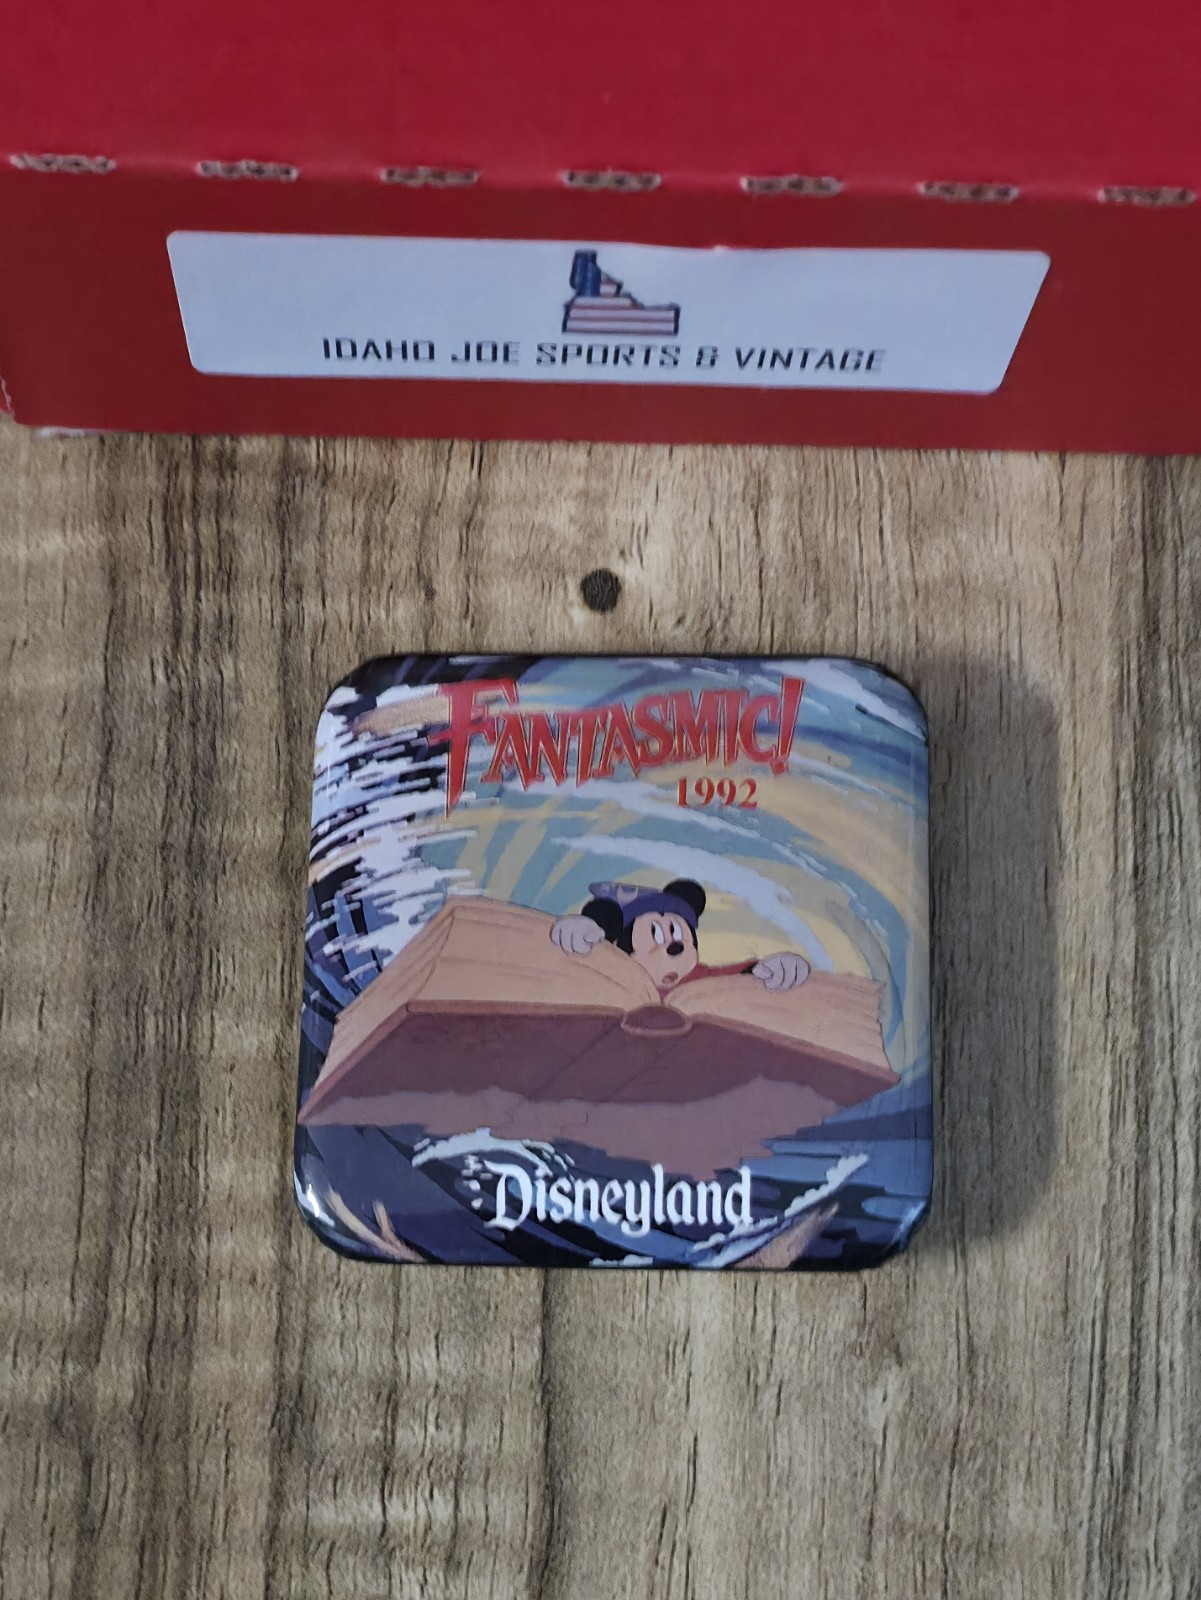 IDAHO JOE SPORTS & VINTAGE
FANTASMIC!
1992
Disneyland